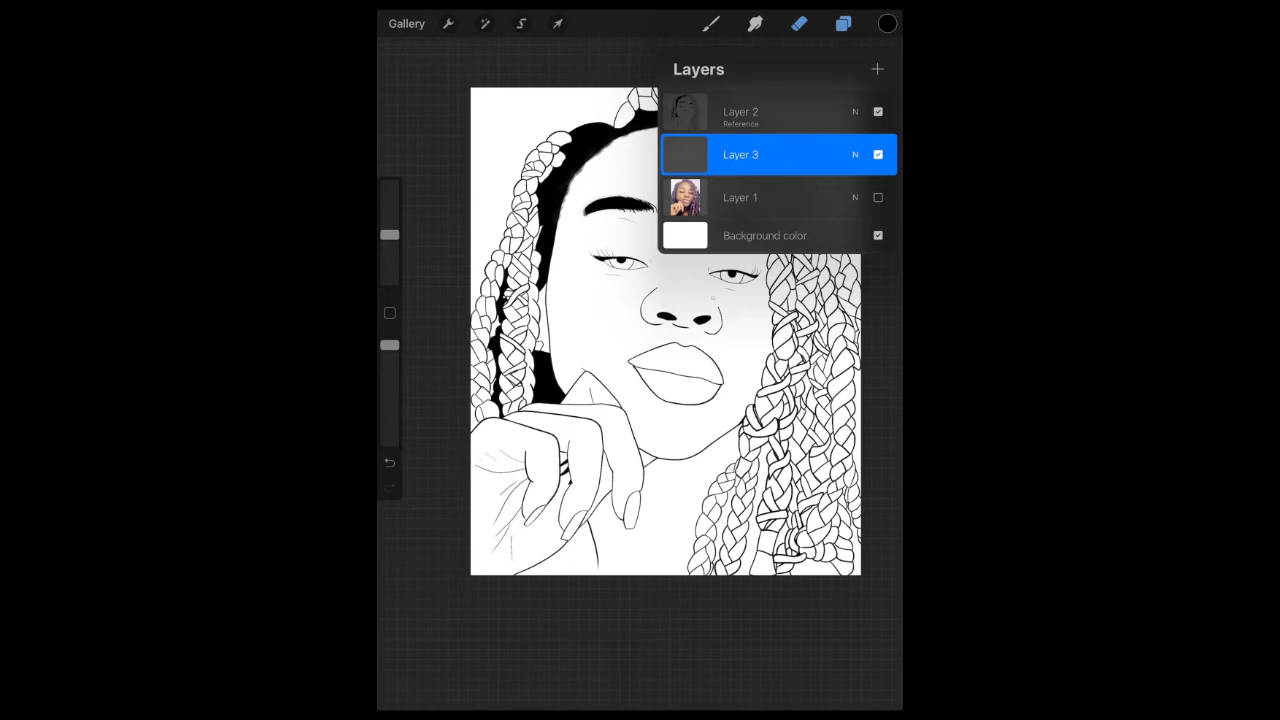 Gallery
Layers
Layer 2 N
Reference
Layer 3 N
Layer 1 N
Background color